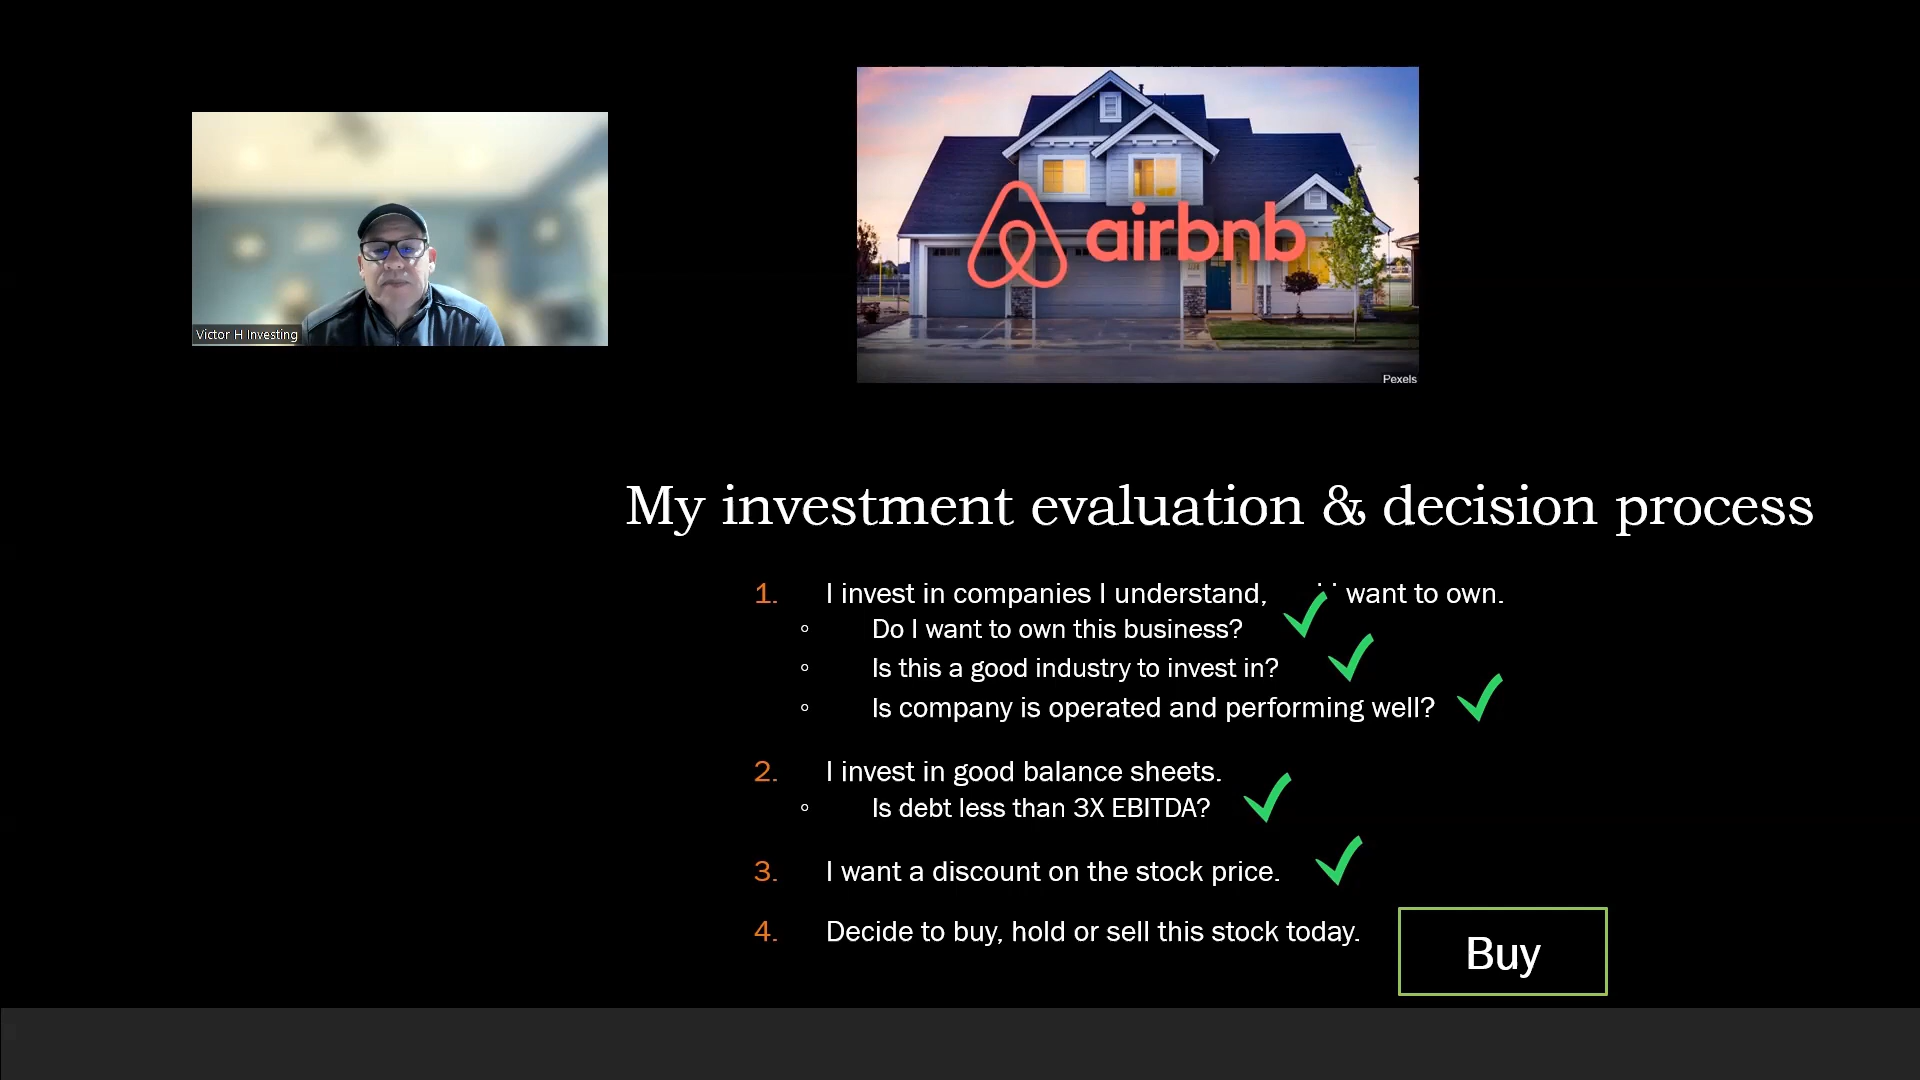 airbnb
Victor H Investing
Pexels
My investment evaluation & decision process
1. I invest in companies I understand, want to own.
◦ Do I want to own this business?
◦ Is this a good industry to invest in?
◦ Is company is operated and performing well?
2. I invest in good balance sheets.
◦ Is debt less than 3X EBITDA?
3. I want a discount on the stock price.
4. Decide to buy, hold or sell this stock today.
Buy